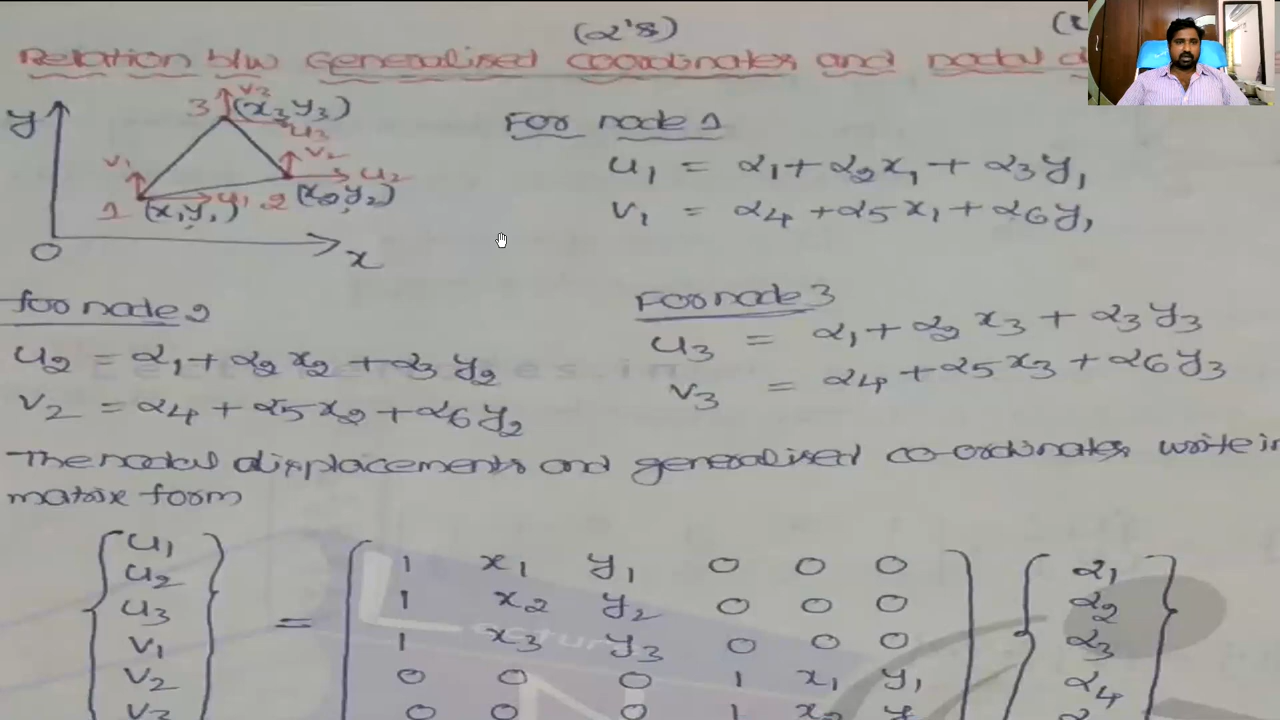 (α's)
Relation b/w Generalised coordinates and nodal
y
3
v3
(x3 y3)
u3
v1
v2
u2
1
(x1 y1)
u1
2
(x2 y2)
O
x
For node 1
u1 = α1 + α2 x1 + α3 y1
v1 = α4 + α5 x1 + α6 y1
for node 2
u2 = α1 + α2 x2 + α3 y2
v2 = α4 + α5 x2 + α6 y2
For node 3
u3 = α1 + α2 x3 + α3 y3
v3 = α4 + α5 x3 + α6 y3
The nodal displacements and generalised co-ordinates write in
matrix form
u1 1 x1 y1 0 0 0 α1
u2 1 x2 y2 0 0 0 α2
u3 = 1 x3 y3 0 0 0 α3
v1 0 0 0 1 x1 y1 α4
v2 0 0 0 1 x2 y
v3